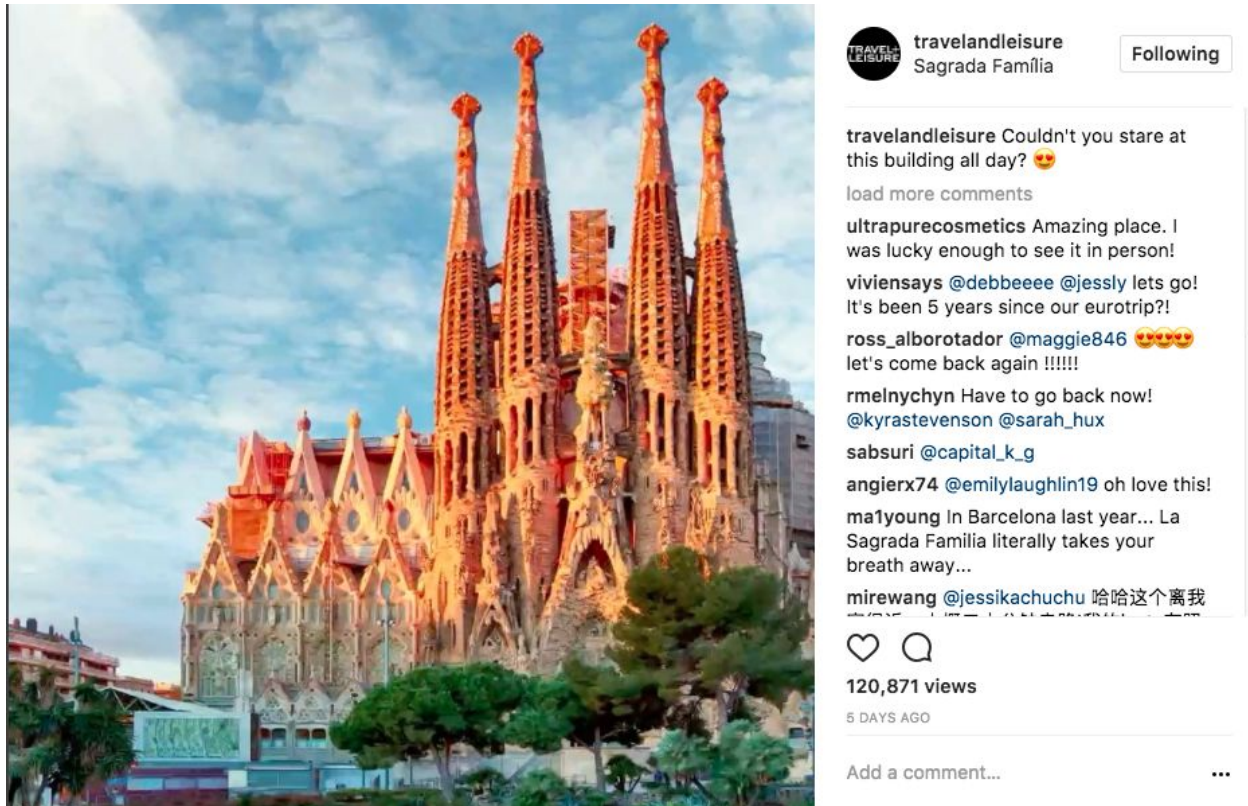 TRAVEL+
LEISURE
travelandleisure
Sagrada Família
Following
travelandleisure Couldn't you stare at
this building all day? 😍
load more comments
ultrapurecosmetics Amazing place. I
was lucky enough to see it in person!
viviensays @debbeeee @jessly lets go!
It's been 5 years since our eurotrip?!
ross_alborotador @maggie846 😍😍😍
let's come back again !!!!!!
rmelnychyn Have to go back now!
@kyrastevenson @sarah_hux
sabsuri @capital_k_g
angierx74 @emilylaughlin19 oh love this!
ma1young In Barcelona last year... La
Sagrada Familia literally takes your
breath away...
mirewang @jessikachuchu 哈哈这个离我
120,871 views
5 DAYS AGO
Add a comment...